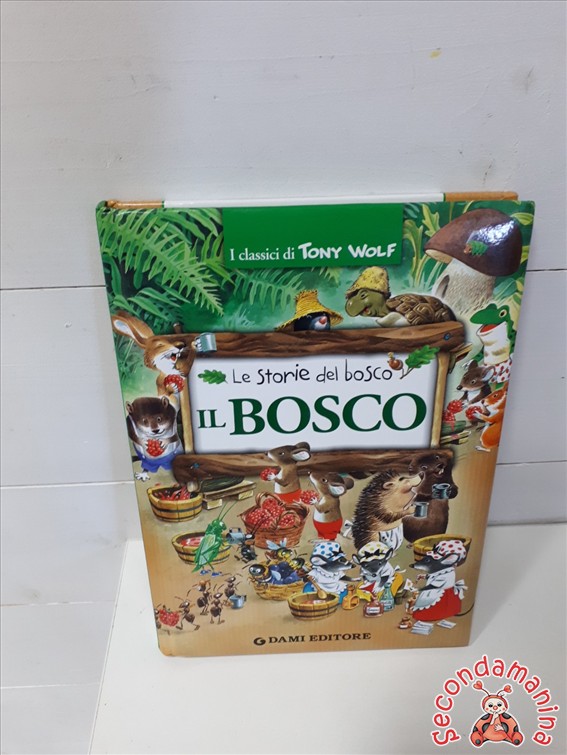 I classici di TONY WOLF
Le storie del bosco
IL BOSCO
DAMI EDITORE
Secondamanina